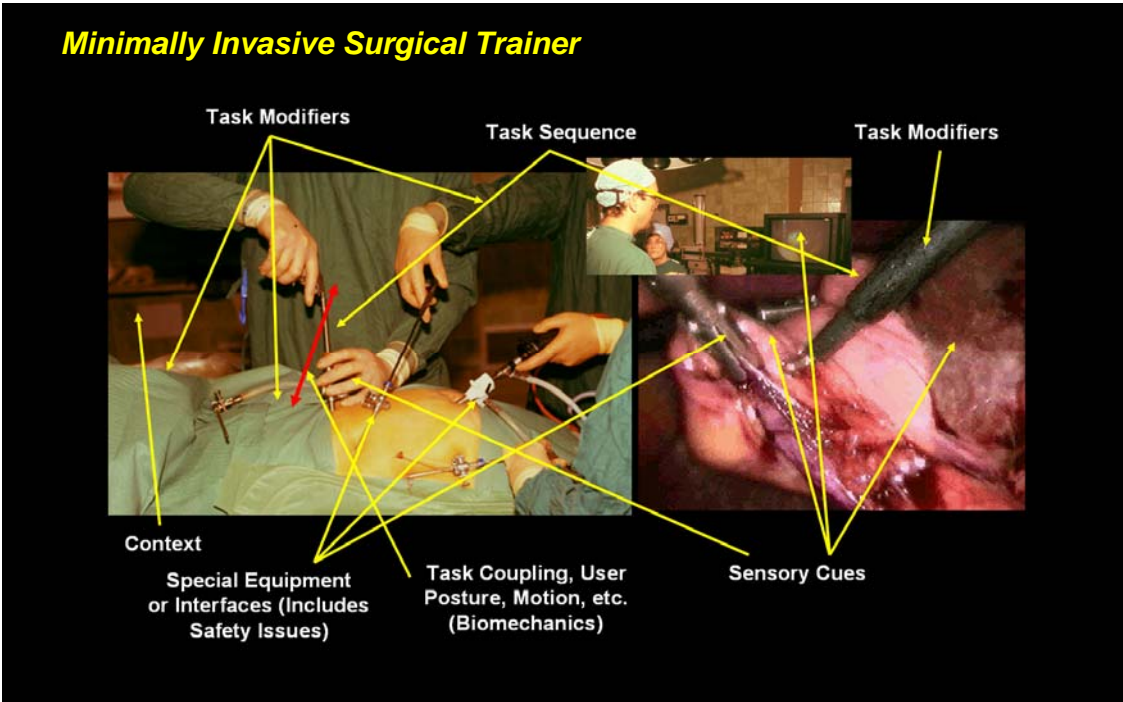 Minimally Invasive Surgical Trainer
Task Modifiers
Task Sequence
Task Modifiers
Context
Special Equipment
or Interfaces (Includes
Safety Issues)
Task Coupling, User
Posture, Motion, etc.
(Biomechanics)
Sensory Cues